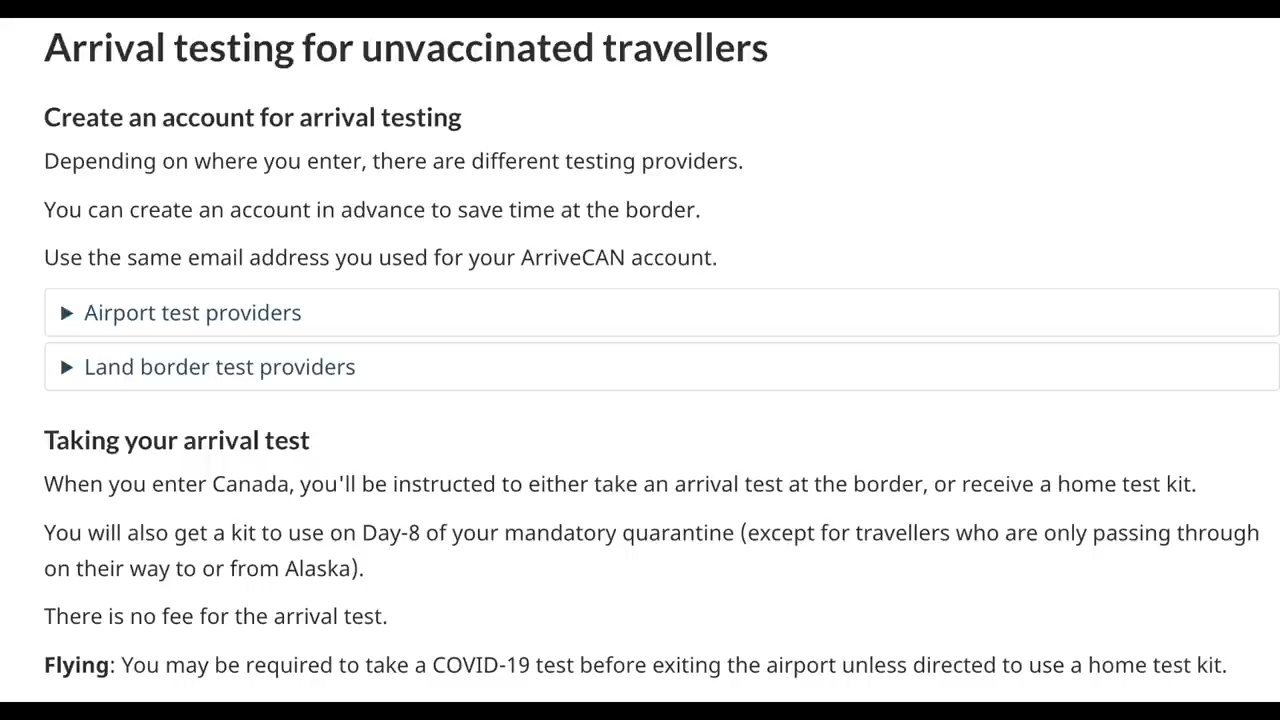 Arrival testing for unvaccinated travellers
Create an account for arrival testing
Depending on where you enter, there are different testing providers.
You can create an account in advance to save time at the border.
Use the same email address you used for your ArriveCAN account.
Airport test providers
Land border test providers
Taking your arrival test
When you enter Canada, you'll be instructed to either take an arrival test at the border, or receive a home test kit.
You will also get a kit to use on Day-8 of your mandatory quarantine (except for travellers who are only passing through
on their way to or from Alaska).
There is no fee for the arrival test.
Flying: You may be required to take a COVID-19 test before exiting the airport unless directed to use a home test kit.